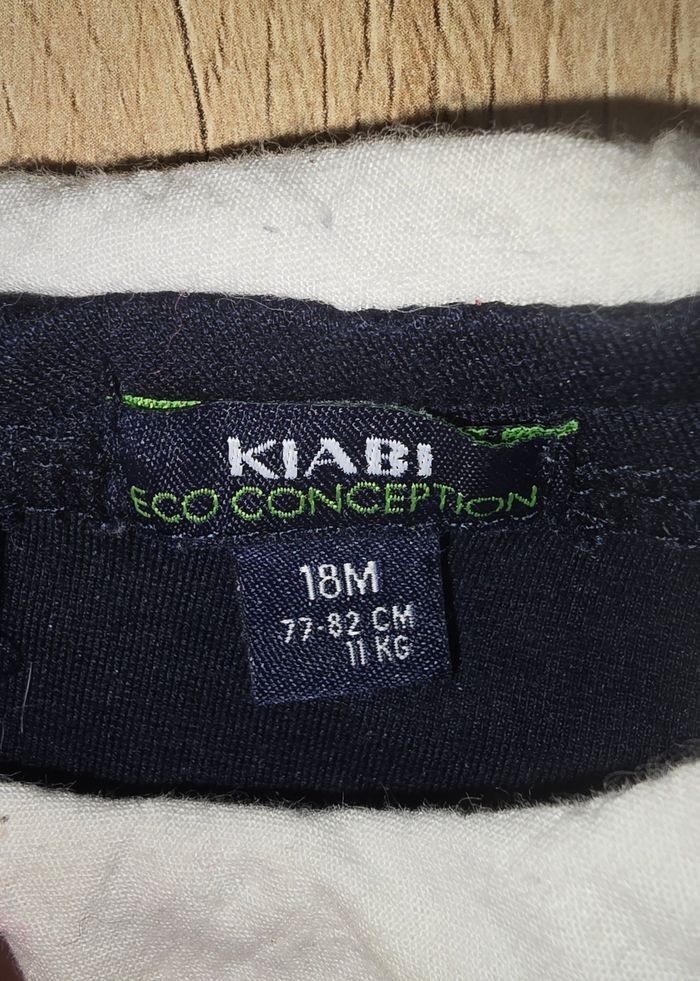 KIABI
ECO CONCEPTION
18M
77-82 CM
11 KG